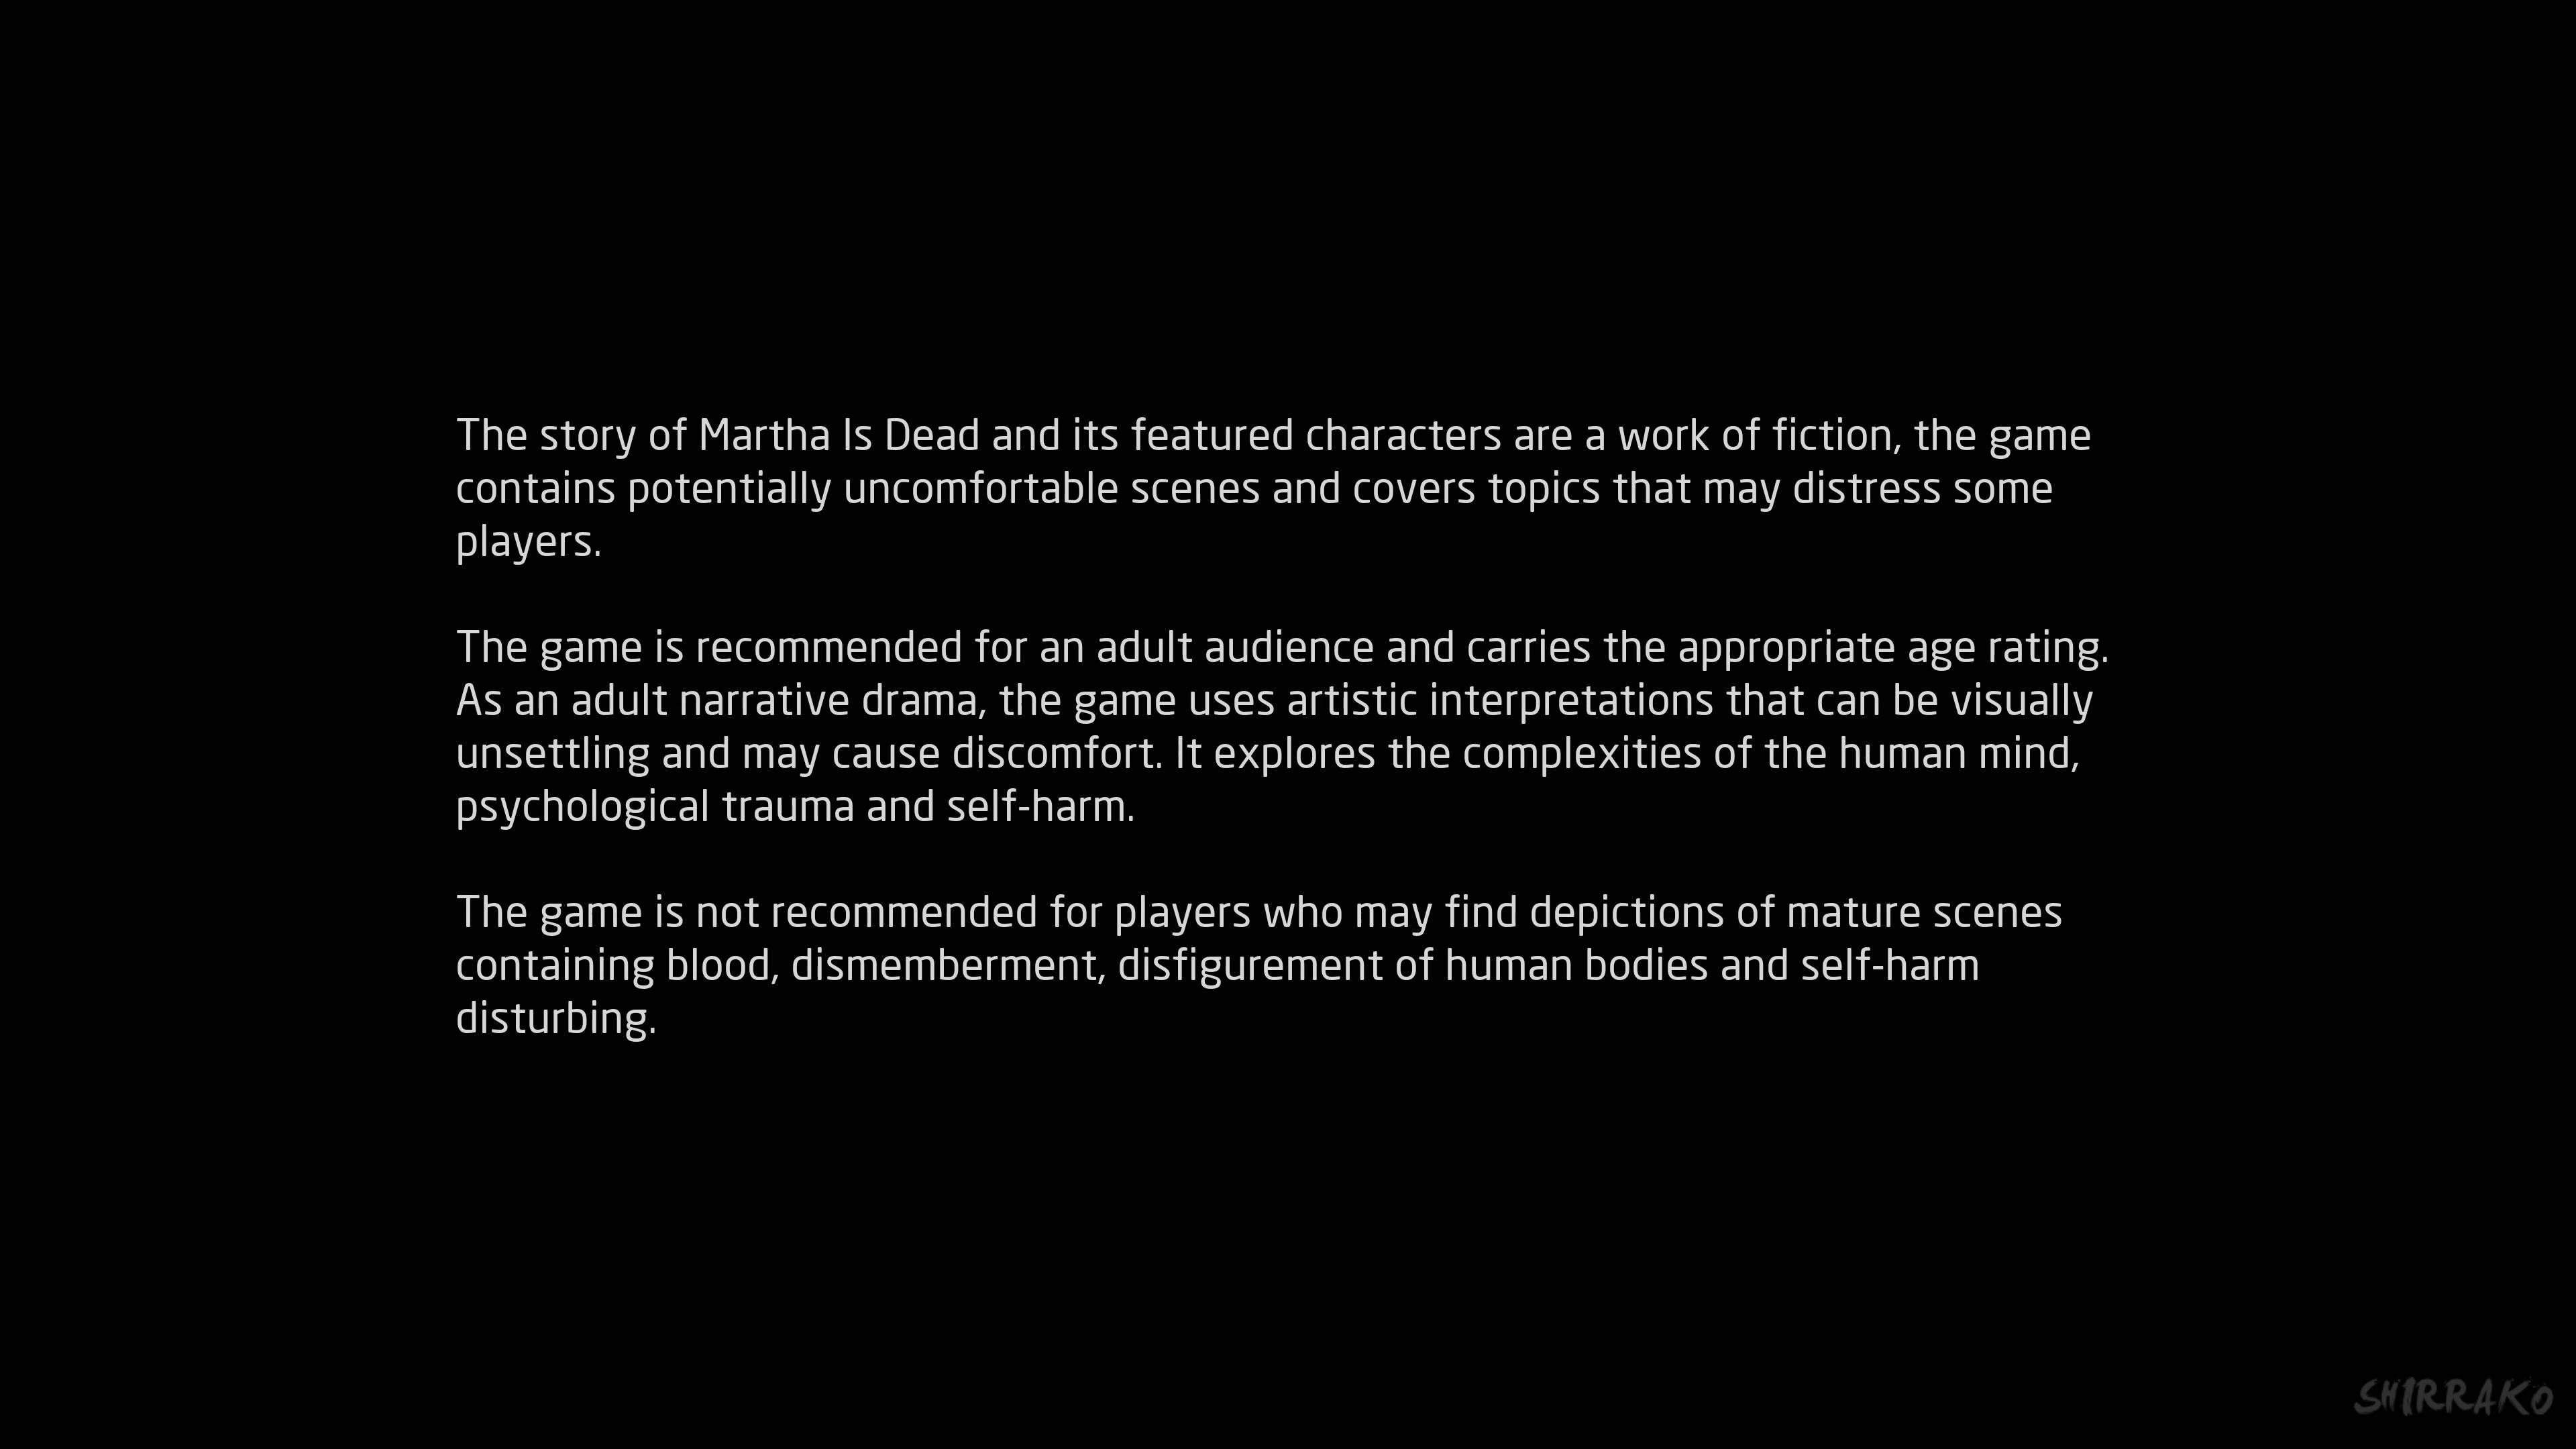 The story of Martha Is Dead and its featured characters are a work of fiction, the game
contains potentially uncomfortable scenes and covers topics that may distress some
players.
The game is recommended for an adult audience and carries the appropriate age rating.
As an adult narrative drama, the game uses artistic interpretations that can be visually
unsettling and may cause discomfort. It explores the complexities of the human mind,
psychological trauma and self-harm.
The game is not recommended for players who may find depictions of mature scenes
containing blood, dismemberment, disfigurement of human bodies and self-harm
disturbing.
SHIRRAKO